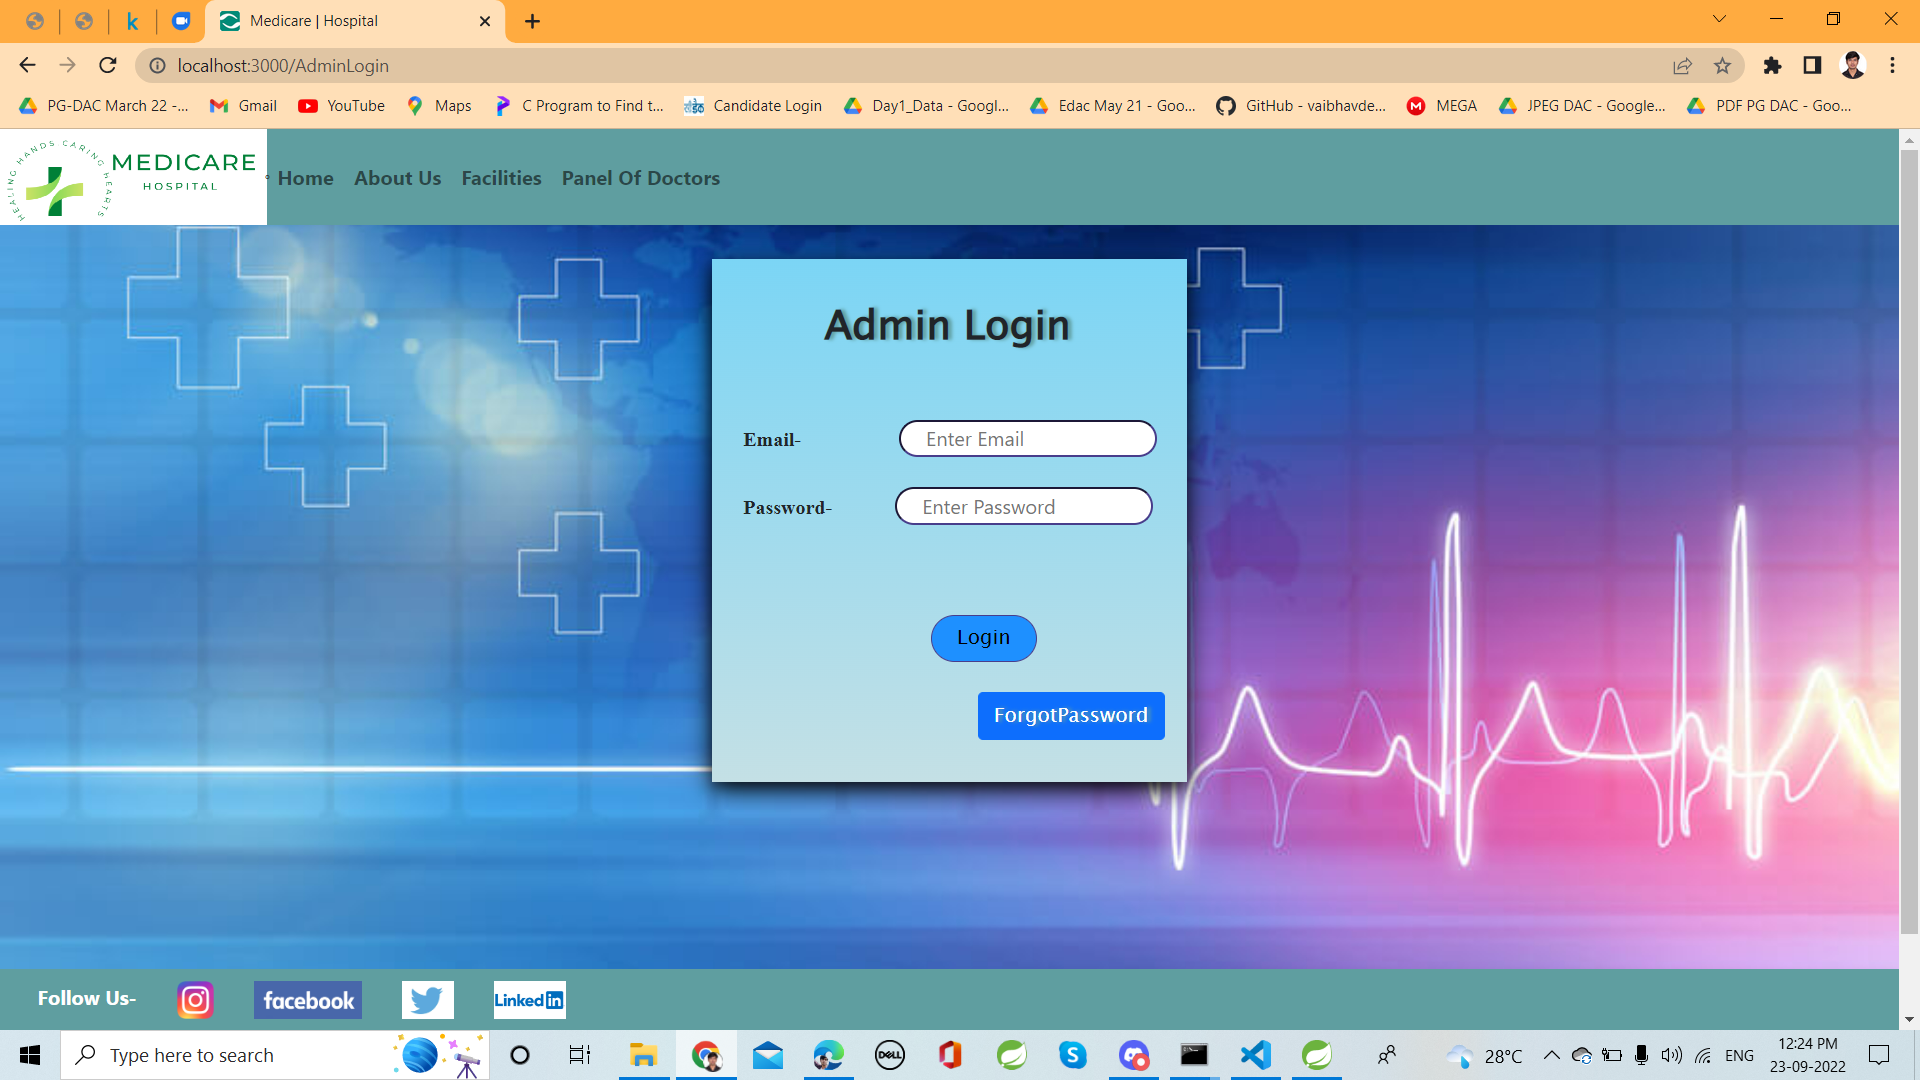 Medicare | Hospital
localhost:3000/AdminLogin
PG-DAC March 22 -...
Gmail
YouTube
Maps
C Program to Find t...
Candidate Login
Day1_Data - Googl...
Edac May 21 - Goo...
GitHub - vaibhavde...
MEGA
JPEG DAC - Google...
PDF PG DAC - Goo...
HEALING HANDS CARING HEARTS
MEDICARE
HOSPITAL
Home About Us Facilities Panel Of Doctors
Admin Login
Email-
Enter Email
Password-
Enter Password
Login
ForgotPassword
Follow Us-
facebook
Linkedin
Type here to search
DELL
28°C
ENG
12:24 PM
23-09-2022